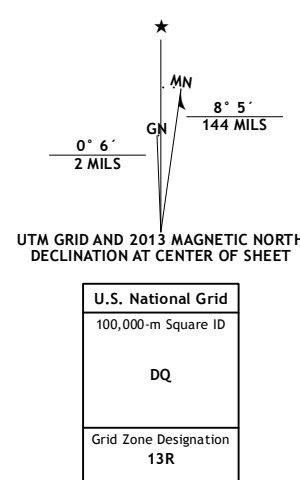 ★
MN
8° 5´
144 MILS
GN
0° 6´
2 MILS
UTM GRID AND 2013 MAGNETIC NORTH
DECLINATION AT CENTER OF SHEET
U.S. National Grid
100,000-m Square ID
DQ
Grid Zone Designation
13R